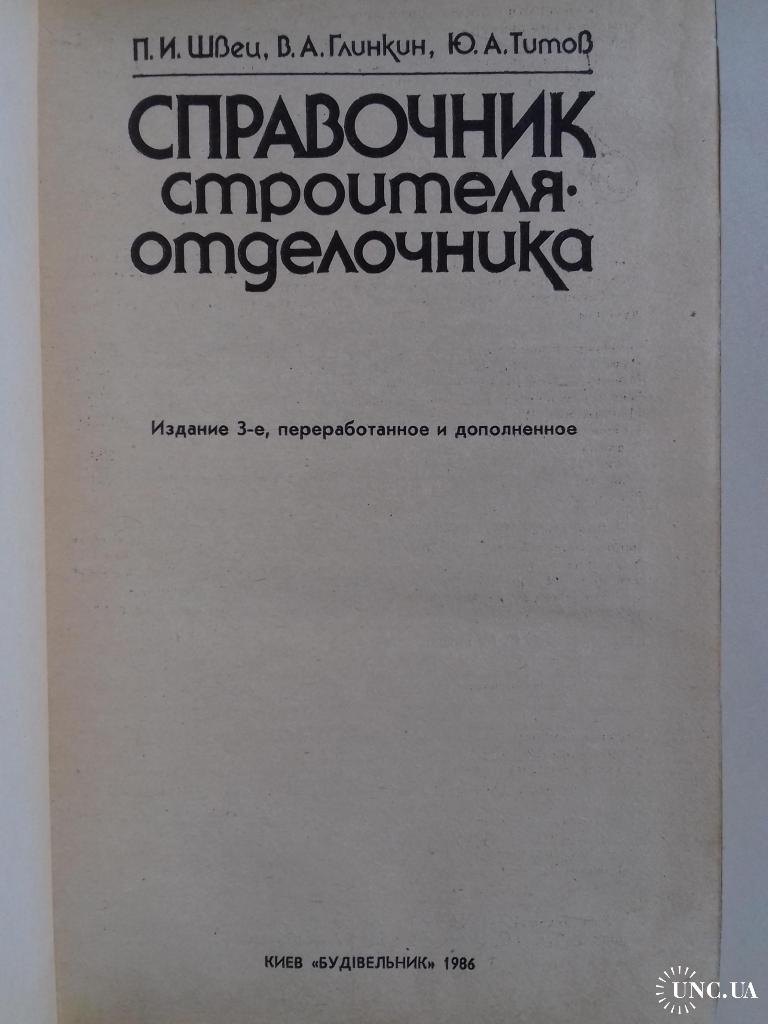 П. И. Швец, В. А. Глинкин, Ю. А. Титов
СПРАВОЧНИК
строителя-
отделочника
Издание 3-е, переработанное и дополненное
КИЕВ «БУДІВЕЛЬНИК» 1986
UNC.UA